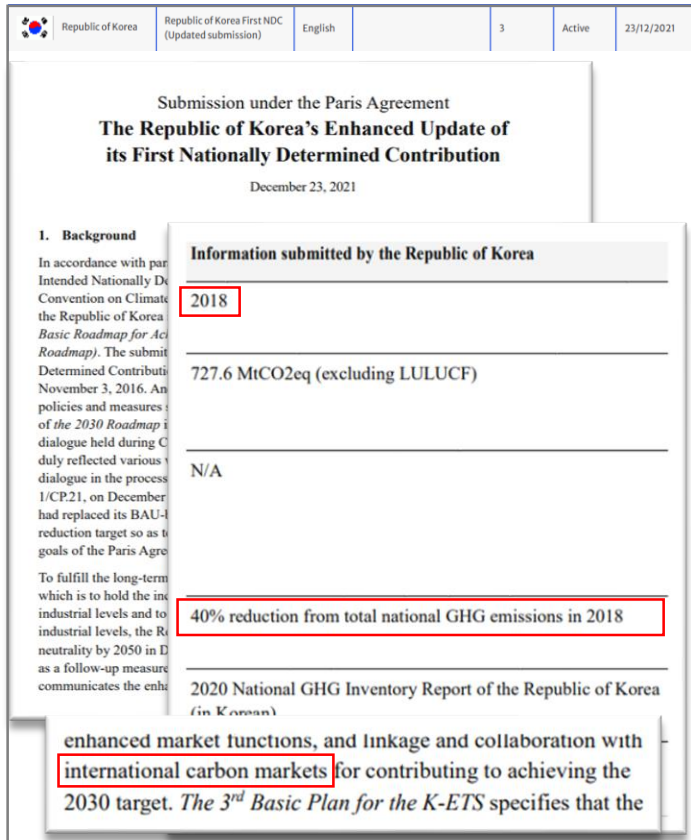 Republic of Korea
Republic of Korea First NDC
(Updated submission)
English
3
Active
23/12/2021
Submission under the Paris Agreement
The Republic of Korea's Enhanced Update of
its First Nationally Determined Contribution
December 23, 2021
1. Background
In accordance with par
Intended Nationally De
Convention on Climate
the Republic of Korea
Basic Roadmap for Ach
Roadmap). The submit
Determined Contributi
November 3, 2016. An
policies and measures
of the 2030 Roadmap i
dialogue held during C
duly reflected various
dialogue in the process
1/CP.21, on December
had replaced its BAU-b
reduction target so as to
goals of the Paris Agre
To fulfill the long-term
which is to hold the inc
industrial levels and to
industrial levels, the Re
neutrality by 2050 in D
as a follow-up measure
communicates the enha
Information submitted by the Republic of Korea
2018
727.6 MtCO2eq (excluding LULUCF)
N/A
40% reduction from total national GHG emissions in 2018
2020 National GHG Inventory Report of the Republic of Korea
(in Korean)
enhanced market functions, and linkage and collaboration with
international carbon markets for contributing to achieving the
2030 target. The 3rd Basic Plan for the K-ETS specifies that the